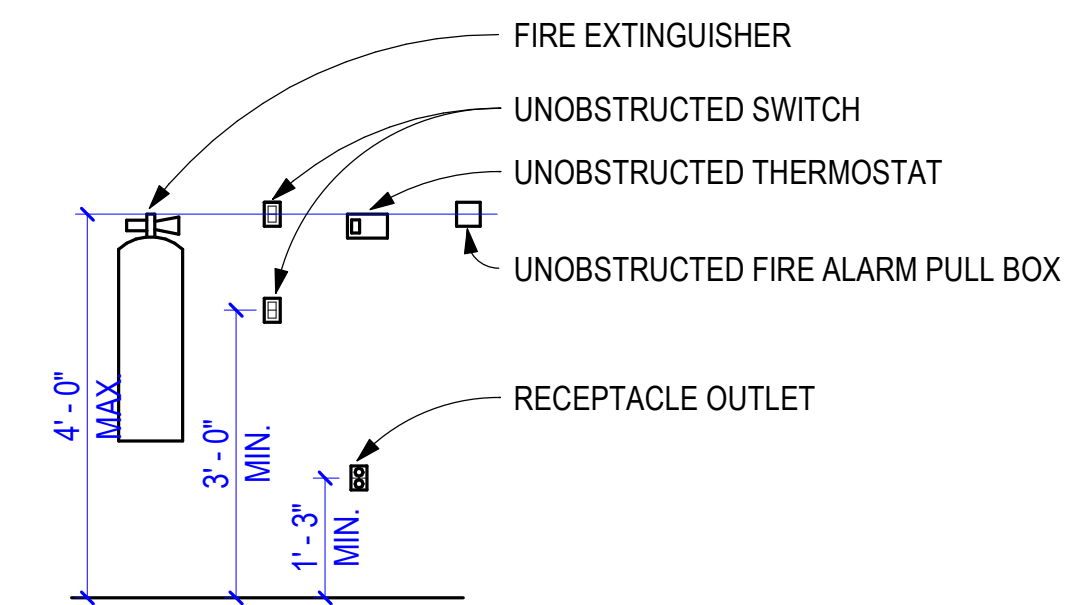 FIRE EXTINGUISHER
UNOBSTRUCTED SWITCH
UNOBSTRUCTED THERMOSTAT
UNOBSTRUCTED FIRE ALARM PULL BOX
RECEPTACLE OUTLET
4' - 0"
MAX.
3' - 0"
MIN.
1' - 3"
MIN.